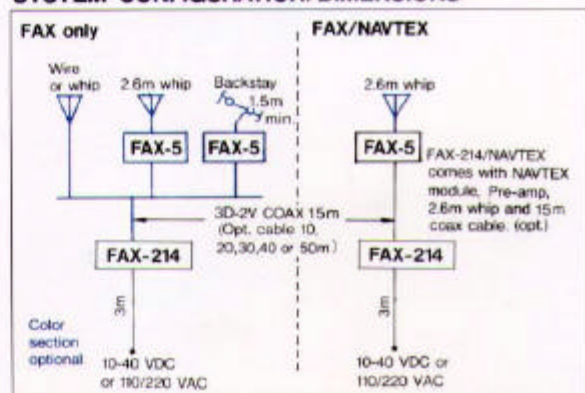 FAX only
Wire
or whip
2.6m whip
Backstay
1.5m
min.
FAX-5
FAX-5
3D-2V COAX 15m
(Opt. cable 10,
20,30,40 or 50m)
FAX-214
3m
Color
section
optional
10-40 VDC
or 110/220 VAC
FAX/NAVTEX
2.6m whip
FAX-5
FAX-214/NAVTEX
comes with NAVTEX
module, Pre-amp,
2.6m whip and 15m
coax cable. (opt.)
FAX-214
3m
10-40 VDC or
110/220 VAC